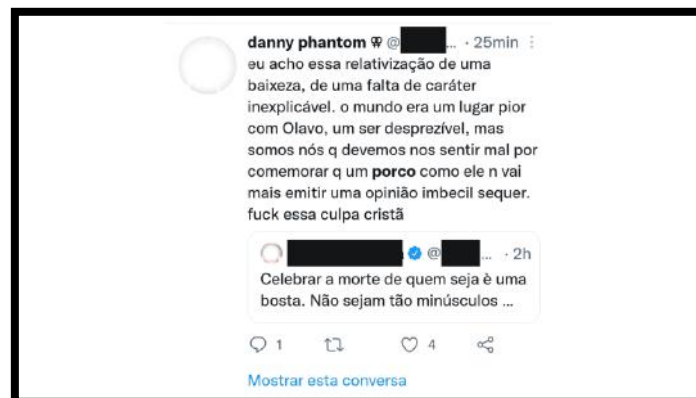 danny phantom @ ... · 25min
eu acho essa relativização de uma
baixeza, de uma falta de caráter
inexplicável. o mundo era um lugar pior
com Olavo, um ser desprezível, mas
somos nós q devemos nos sentir mal por
comemorar q um porco como ele n vai
mais emitir uma opinião imbecil sequer.
fuck essa culpa cristã
@ ... · 2h
Celebrar a morte de quem seja è uma
bosta. Não sejam tão minúsculos ...
1 4
Mostrar esta conversa